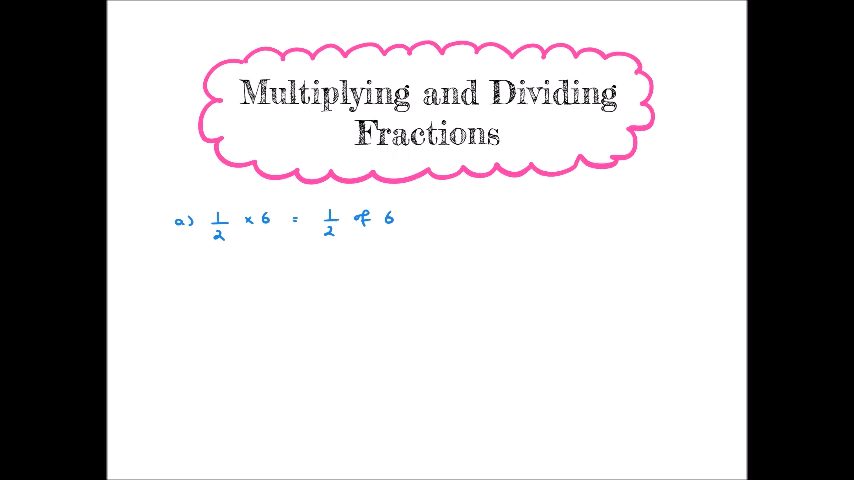 Multiplying and Dividing
Fractions
a) 1/2 × 6 = 1/2 of 6